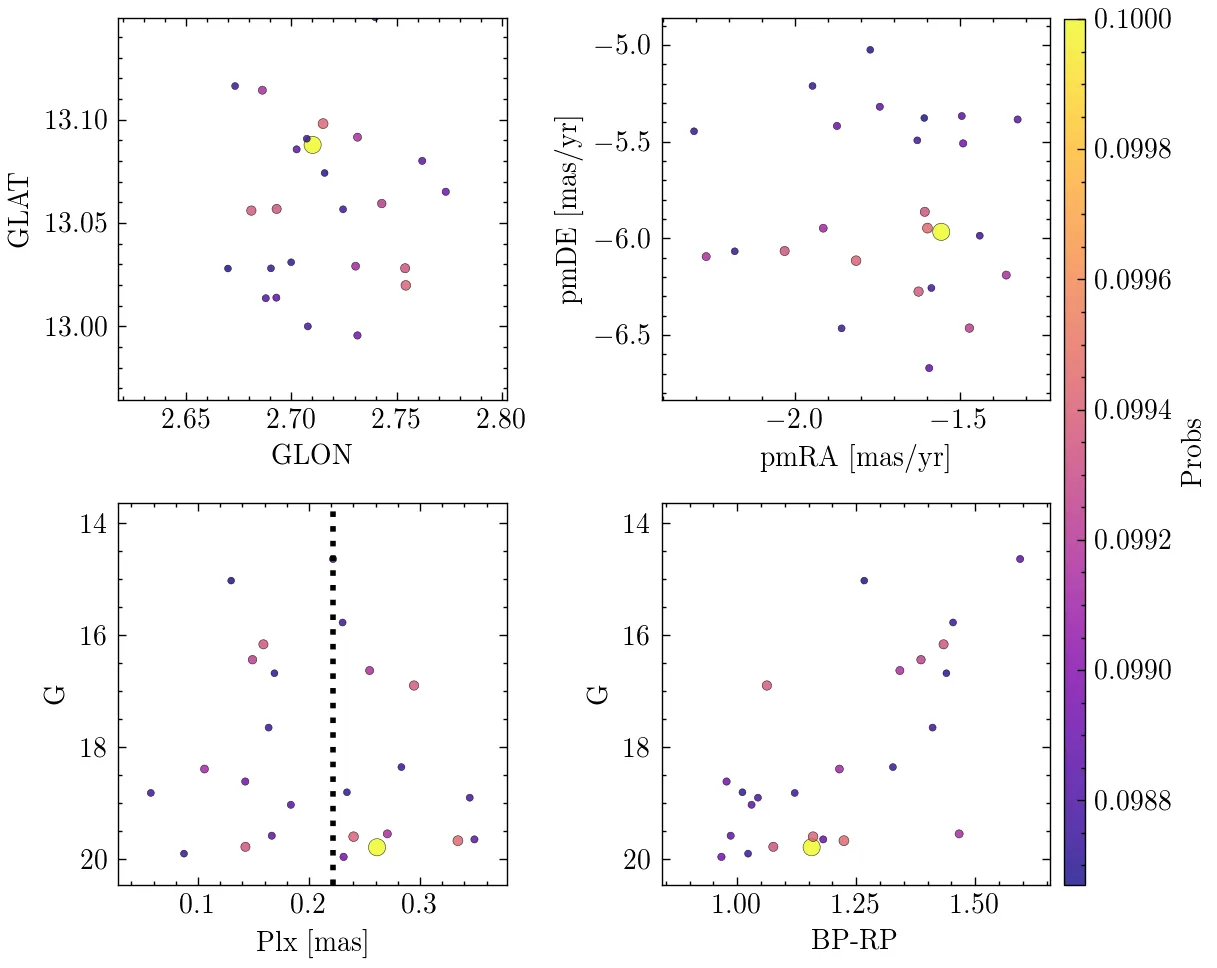 13.10
13.05
13.00
GLAT
2.65 2.70 2.75 2.80
GLON
−5.0
−5.5
−6.0
−6.5
pmDE [mas/yr]
−2.0 −1.5
pmRA [mas/yr]
14
16
18
20
G
0.1 0.2 0.3
Plx [mas]
14
16
18
20
G
1.00 1.25 1.50
BP-RP
0.1000
0.0998
0.0996
0.0994
0.0992
0.0990
0.0988
Probs